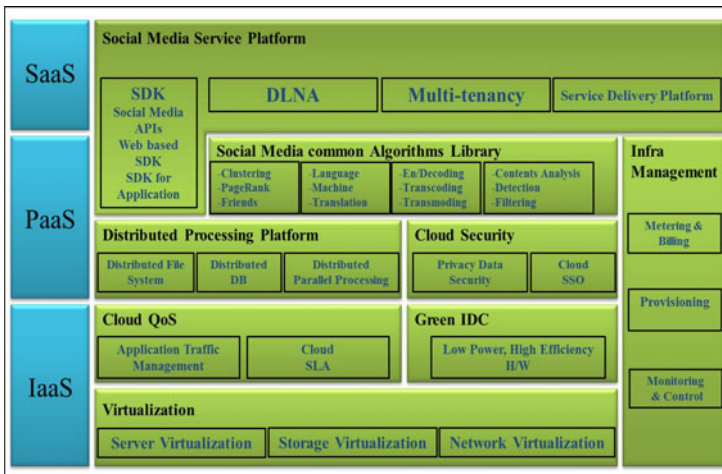 SaaS
PaaS
IaaS
Social Media Service Platform
SDK
Social Media
APIs
Web based
SDK
SDK for
Application
DLNA
Multi-tenancy
Service Delivery Platform
Social Media common Algorithms Library
-Clustering
-PageRank
-Friends
-Language
-Machine
-Translation
-En/Decoding
-Transcoding
-Transmoding
-Contents Analysis
-Detection
-Filtering
Infra
Management
Metering &
Billing
Provisioning
Monitoring
& Control
Distributed Processing Platform
Distributed File
System
Distributed
DB
Distributed
Parallel Processing
Cloud Security
Privacy Data
Security
Cloud
SSO
Cloud QoS
Application Traffic
Management
Cloud
SLA
Green IDC
Low Power, High Efficiency
H/W
Virtualization
Server Virtualization
Storage Virtualization
Network Virtualization